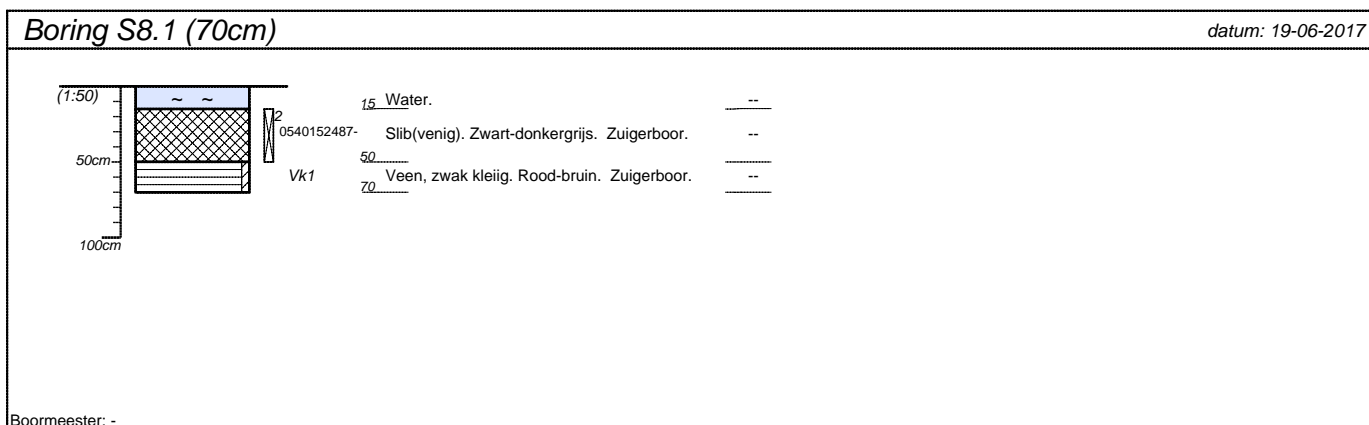 Boring S8.1 (70cm)
datum: 19-06-2017
(1:50)
~ ~
15 Water. --
2
0540152487-
Slib(venig). Zwart-donkergrijs. Zuigerboor. --
50cm
50
Vk1
Veen, zwak kleiig. Rood-bruin. Zuigerboor. --
70
100cm
Boormeester: -